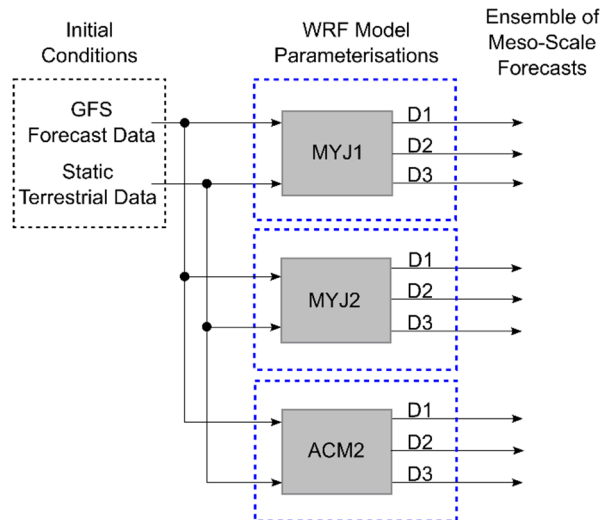 Initial
Conditions
WRF Model
Parameterisations
Ensemble of
Meso-Scale
Forecasts
GFS
Forecast Data
Static
Terrestrial Data
MYJ1
D1
D2
D3
MYJ2
D1
D2
D3
ACM2
D1
D2
D3